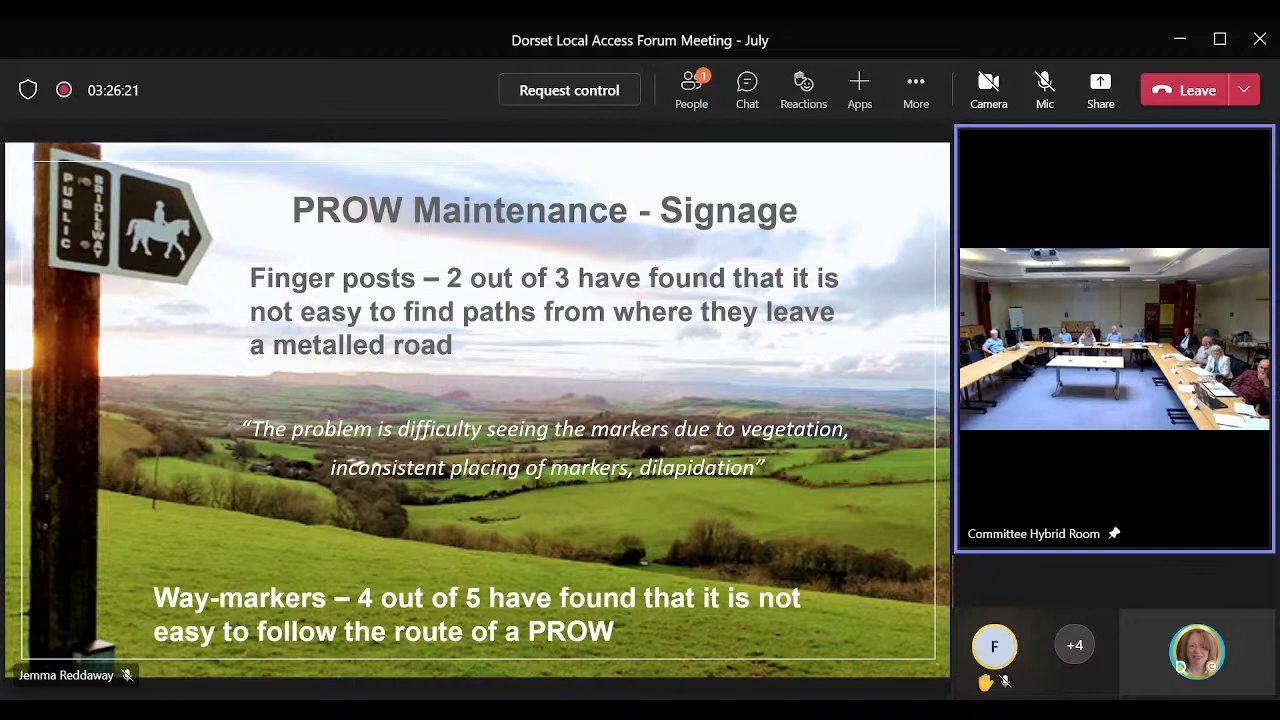 Dorset Local Access Forum Meeting - July
03:26:21
Request control
1
People
Chat
Reactions
Apps
More
Camera
Mic
Share
Leave
PUBLIC
BRIDLEWAY
PROW Maintenance - Signage
Finger posts – 2 out of 3 have found that it is
not easy to find paths from where they leave
a metalled road
“The problem is difficulty seeing the markers due to vegetation,
inconsistent placing of markers, dilapidation”
Way-markers – 4 out of 5 have found that it is not
easy to follow the route of a PROW
Jemma Reddaway
Committee Hybrid Room
F
+4
D
C